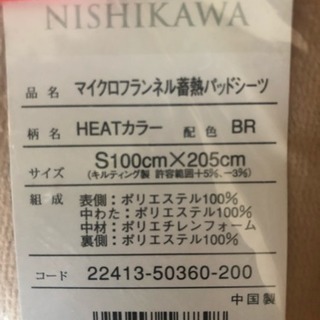 NISHIKAWA
品名 マイクロフランネル蓄熱パッドシーツ
柄名 HEATカラー 配色 BR
サイズ S100cm×205cm
(キルティング製 許容範囲+5%、-3%)
組成 表側:ポリエステル100%
中わた:ポリエステル100%
中材:ポリエチレンフォーム
裏側:ポリエステル100%
コード 22413-50360-200
中国製